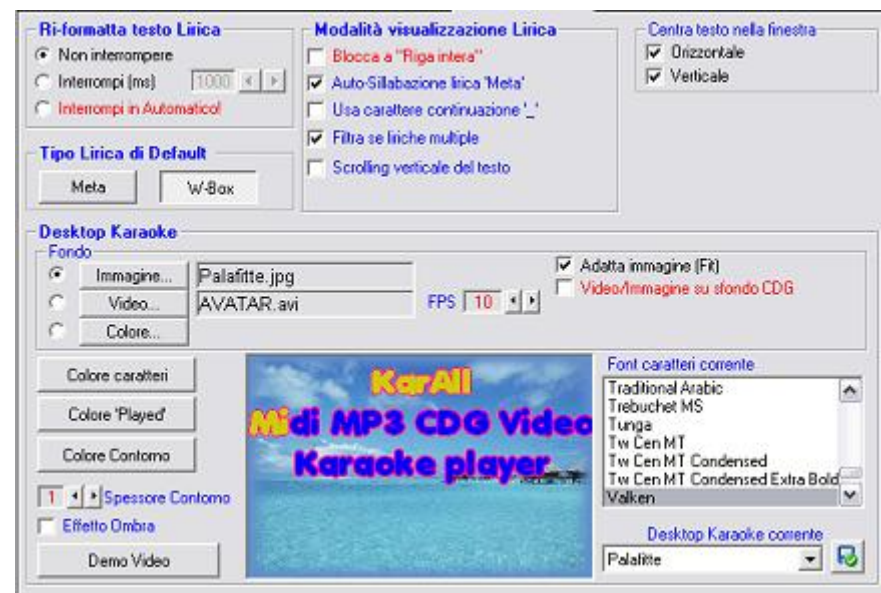 Ri-formatta testo Lirica
Non interrompere
Interrompi (ms) 1000
Interrompi in Automatico!
Tipo Lirica di Default
Meta W-Box
Modalità visualizzazione Lirica
Blocca a "Riga intera"
Auto-Sillabazione lirica 'Meta'
Usa carattere continuazione '_'
Filtra se liriche multiple
Scrolling verticale del testo
Centra testo nella finestra
Orizzontale
Verticale
Desktop Karaoke
Fondo
Immagine... Palafitte.jpg
Video... AVATAR.avi FPS 10
Colore...
Adatta immagine (Fit)
Video/Immagine su sfondo CDG
Colore caratteri
Colore 'Played'
Colore Contorno
1 Spessore Contorno
Effetto Ombra
Demo Video
KarAll
Midi MP3 CDG Video
Karaoke player
Font caratteri corrente
Traditional Arabic
Trebuchet MS
Tunga
Tw Cen MT
Tw Cen MT Condensed
Tw Cen MT Condensed Extra Bold
Valken
Desktop Karaoke corrente
Palafitte